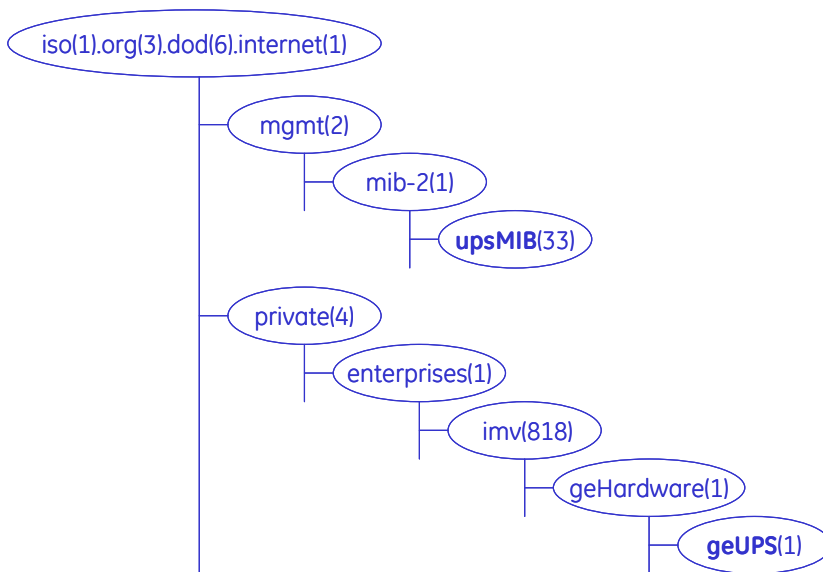 iso(1).org(3).dod(6).internet(1)
mgmt(2)
mib-2(1)
upsMIB(33)
private(4)
enterprises(1)
imv(818)
geHardware(1)
geUPS(1)